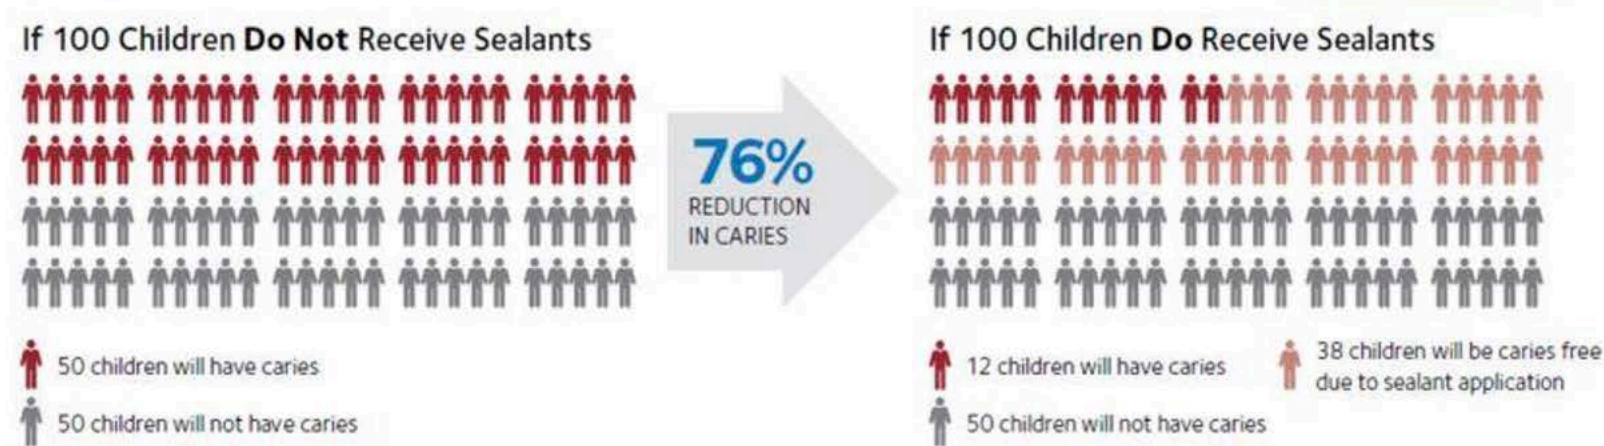 If 100 Children Do Not Receive Sealants
50 children will have caries
50 children will not have caries
76%
REDUCTION
IN CARIES
If 100 Children Do Receive Sealants
12 children will have caries
38 children will be caries free
due to sealant application
50 children will not have caries